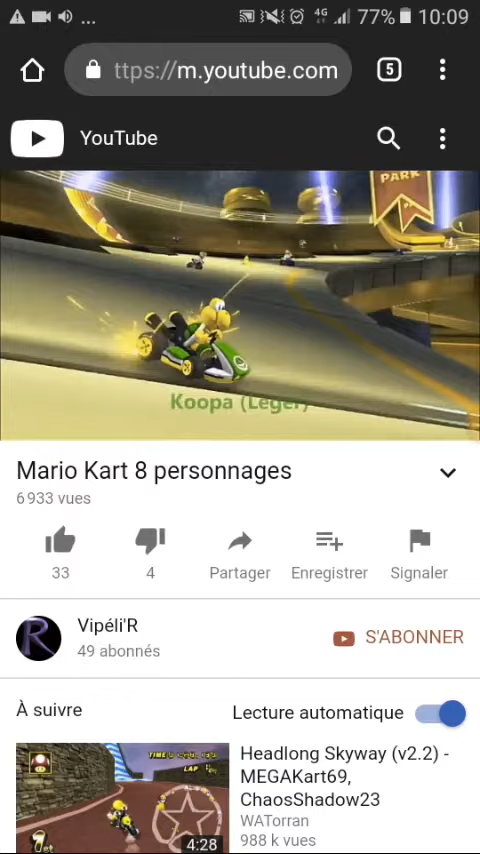 ... 4G 77% 10:09
ttps://m.youtube.com 5
YouTube
PARK
Koopa (Léger)
Mario Kart 8 personnages
6 933 vues
33 4 Partager Enregistrer Signaler
R Vipéli'R
49 abonnés
S'ABONNER
À suivre Lecture automatique
TIME
LAP
4:28
Headlong Skyway (v2.2) -
MEGAKart69,
ChaosShadow23
WATorran
988 k vues